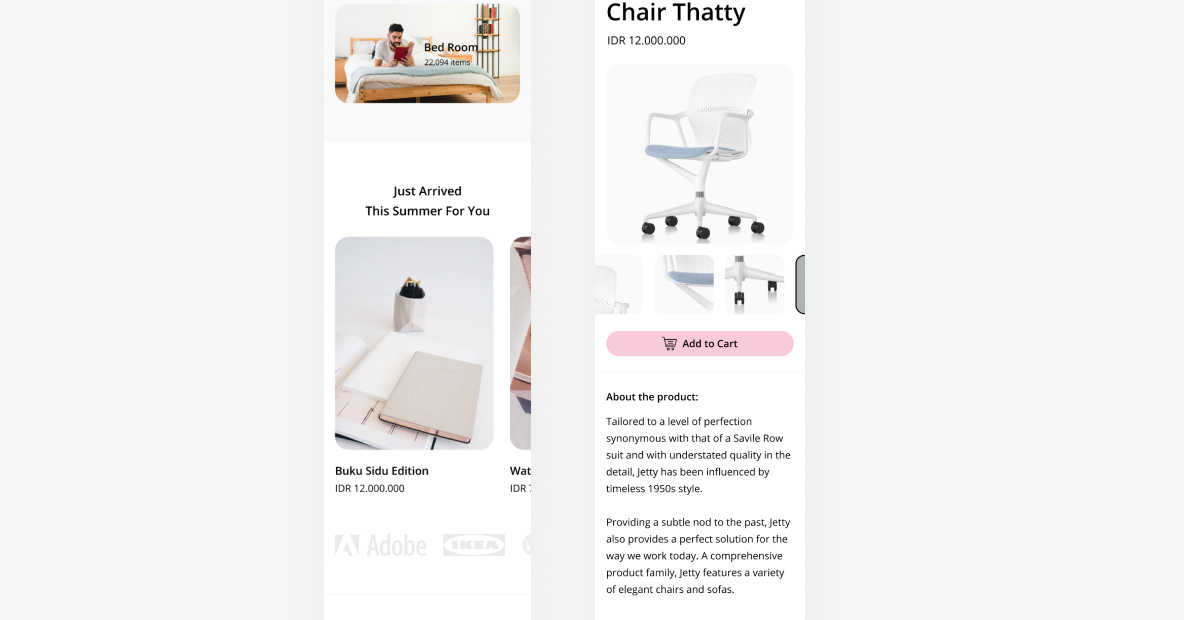 Bed Room
22,094 items
Just Arrived
This Summer For You
Buku Sidu Edition
IDR 12.000.000
Wat
IDR
Adobe
IKEA
Chair Thatty
IDR 12.000.000
Add to Cart
About the product:
Tailored to a level of perfection
synonymous with that of a Savile Row
suit and with understated quality in the
detail, Jetty has been influenced by
timeless 1950s style.
Providing a subtle nod to the past, Jetty
also provides a perfect solution for the
way we work today. A comprehensive
product family, Jetty features a variety
of elegant chairs and sofas.